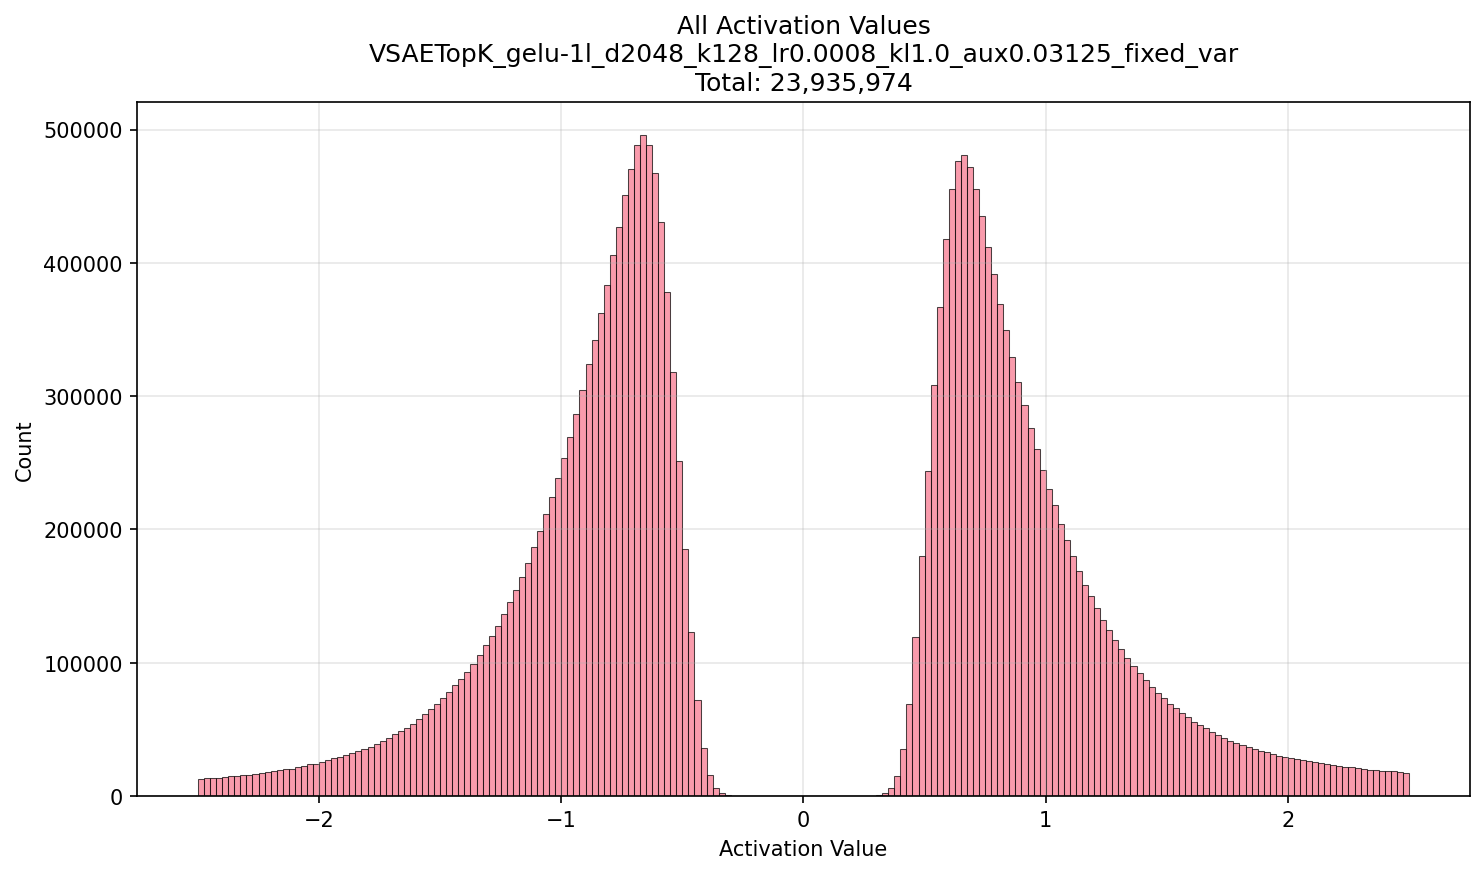 All Activation Values
VSAETopK_gelu-1l_d2048_k128_lr0.0008_kl1.0_aux0.03125_fixed_var
Total: 23,935,974
500000
400000
300000
200000
100000
0
Count
−2
−1
0
1
2
Activation Value